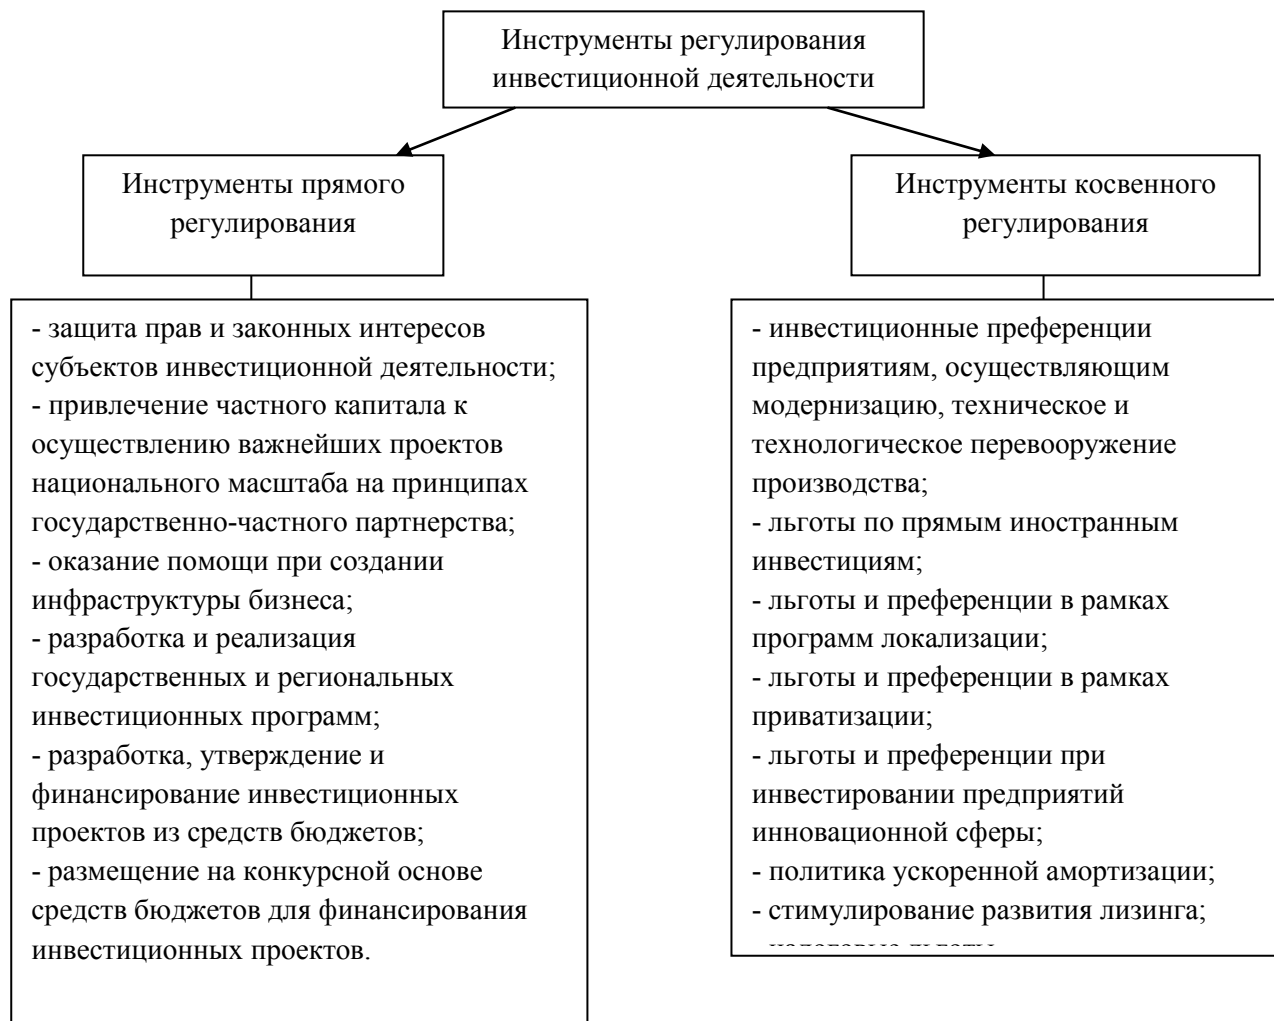 Инструменты регулирования
инвестиционной деятельности
Инструменты прямого
регулирования
Инструменты косвенного
регулирования
- защита прав и законных интересов
субъектов инвестиционной деятельности;
- привлечение частного капитала к
осуществлению важнейших проектов
национального масштаба на принципах
государственно-частного партнерства;
- оказание помощи при создании
инфраструктуры бизнеса;
- разработка и реализация
государственных и региональных
инвестиционных программ;
- разработка, утверждение и
финансирование инвестиционных
проектов из средств бюджетов;
- размещение на конкурсной основе
средств бюджетов для финансирования
инвестиционных проектов.
- инвестиционные преференции
предприятиям, осуществляющим
модернизацию, техническое и
технологическое перевооружение
производства;
- льготы по прямым иностранным
инвестициям;
- льготы и преференции в рамках
программ локализации;
- льготы и преференции в рамках
приватизации;
- льготы и преференции при
инвестировании предприятий
инновационной сферы;
- политика ускоренной амортизации;
- стимулирование развития лизинга;